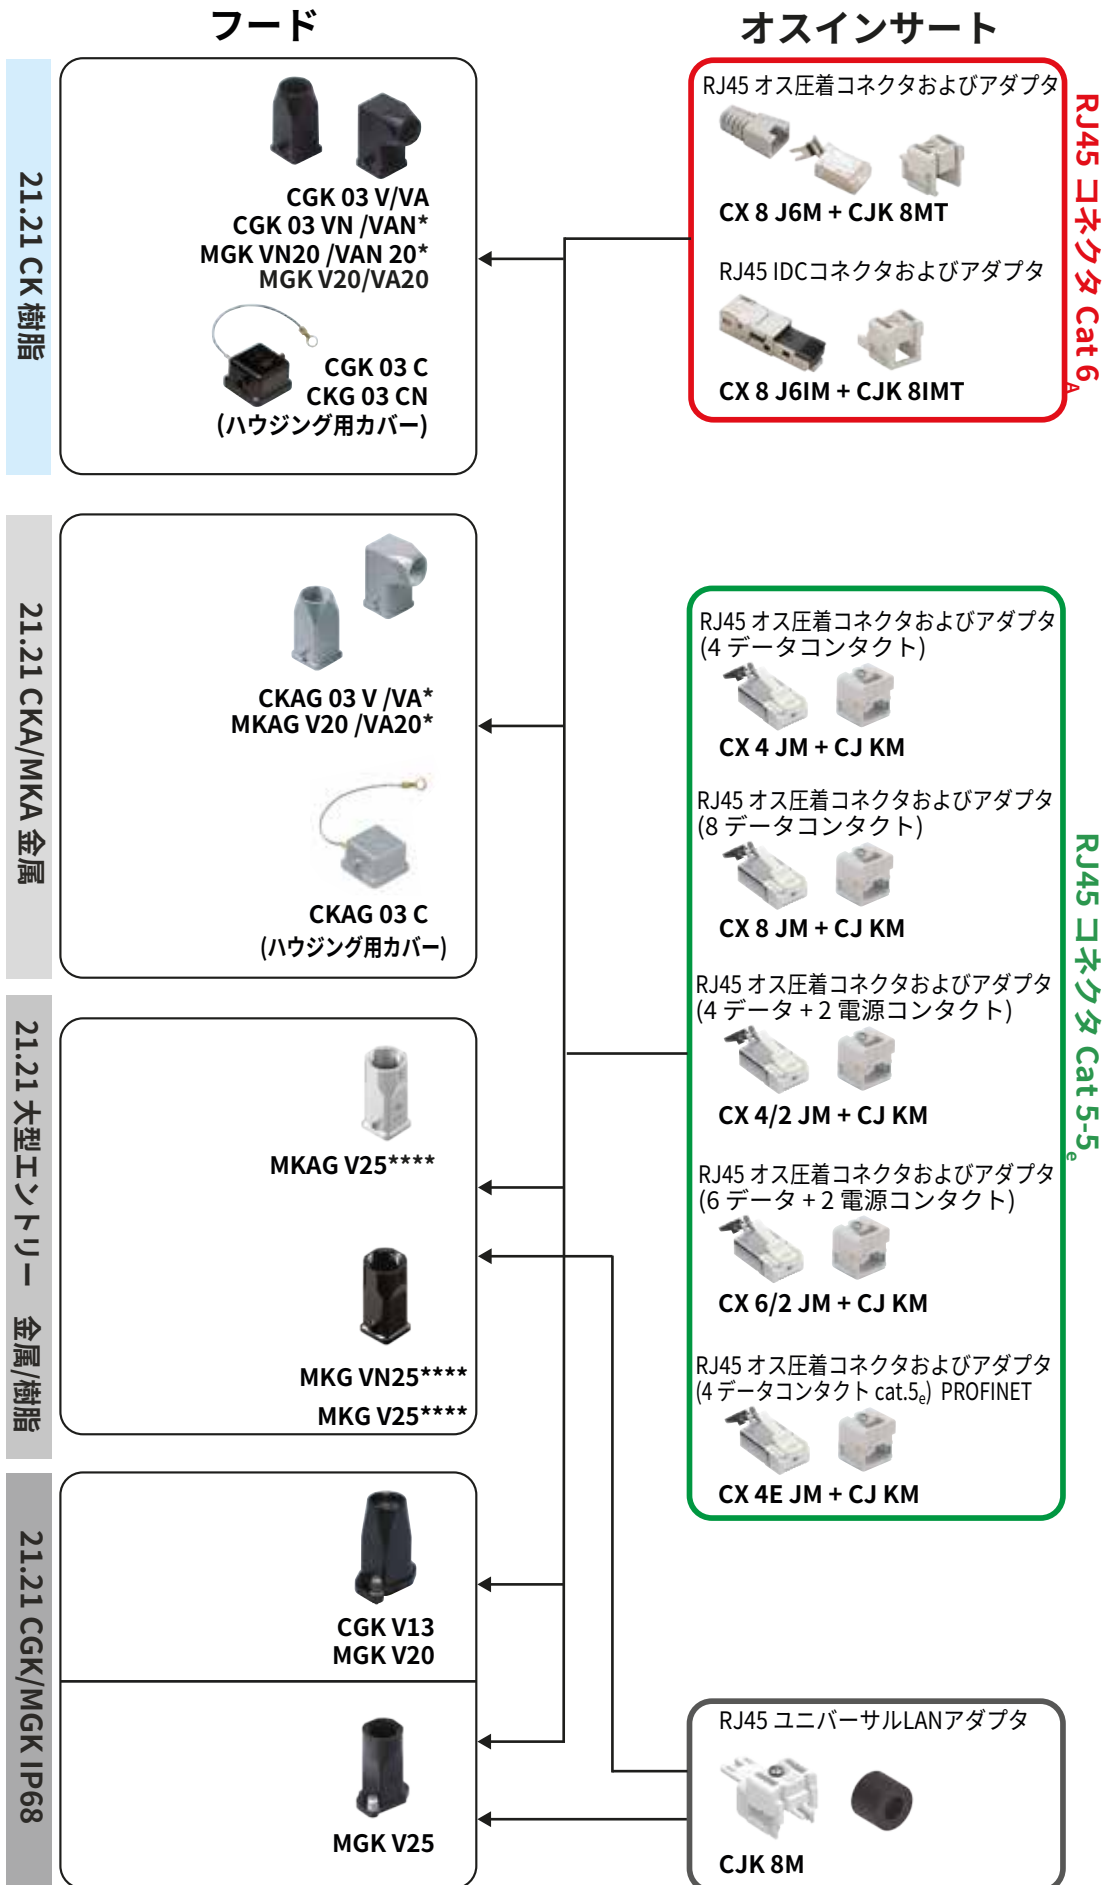 フード
21.21 CK 樹脂
CGK 03 V/VA
CGK 03 VN /VAN*
MGK VN20 /VAN 20*
MGK V20/VA20
CGK 03 C
CKG 03 CN
(ハウジング用カバー)
21.21 CKA/MKA 金属
CKAG 03 V /VA*
MKAG V20 /VA20*
CKAG 03 C
(ハウジング用カバー)
21.21 大型エントリー 金属/樹脂
MKAG V25****
MKG VN25****
MKG V25****
21.21 CGK/MGK IP68
CGK V13
MGK V20
MGK V25
オスインサート
RJ45 コネクタ Cat 6A
RJ45 オス圧着コネクタおよびアダプタ
CX 8 J6M + CJK 8MT
RJ45 IDCコネクタおよびアダプタ
CX 8 J6IM + CJK 8IMT
RJ45 コネクタ Cat 5-5e
RJ45 オス圧着コネクタおよびアダプタ
(4 データコンタクト)
CX 4 JM + CJ KM
RJ45 オス圧着コネクタおよびアダプタ
(8 データコンタクト)
CX 8 JM + CJ KM
RJ45 オス圧着コネクタおよびアダプタ
(4 データ + 2 電源コンタクト)
CX 4/2 JM + CJ KM
RJ45 オス圧着コネクタおよびアダプタ
(6 データ + 2 電源コンタクト)
CX 6/2 JM + CJ KM
RJ45 オス圧着コネクタおよびアダプタ
(4 データコンタクト cat.5e) PROFINET
CX 4E JM + CJ KM
RJ45 ユニバーサルLANアダプタ
CJK 8M